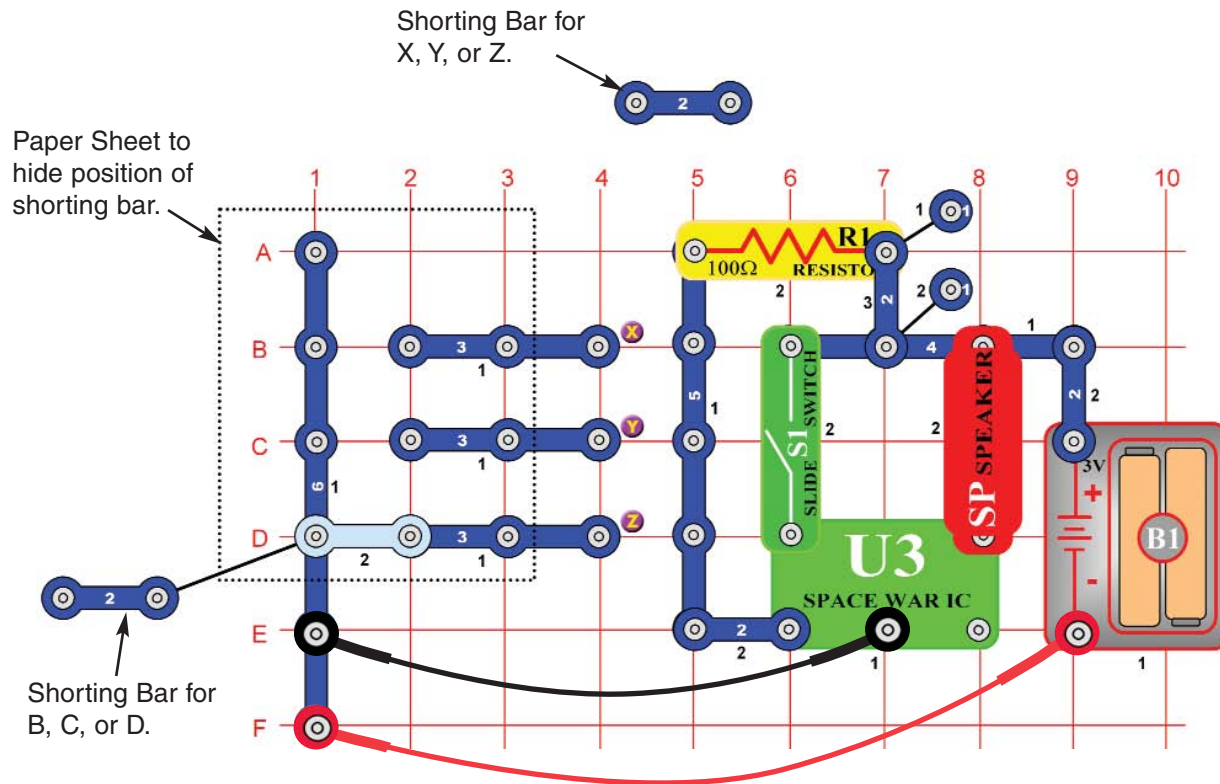 Shorting Bar for
X, Y, or Z.
2
Paper Sheet to
hide position of
shorting bar.
1 2 3 4 5 6 7 8 9 10
A
R1
100Ω RESISTO
2
1 1
2 1
3 2
B
3
1
X
4
1
2 2
C
3
1
Y
5
1
S1
SLIDE SWITCH
2
SP SPEAKER
2
3V
+
-
B1
1
6
1
D
2
3
1
Z
U3
SPACE WAR IC
1
2
Shorting Bar for
B, C, or D.
E
2
2
F